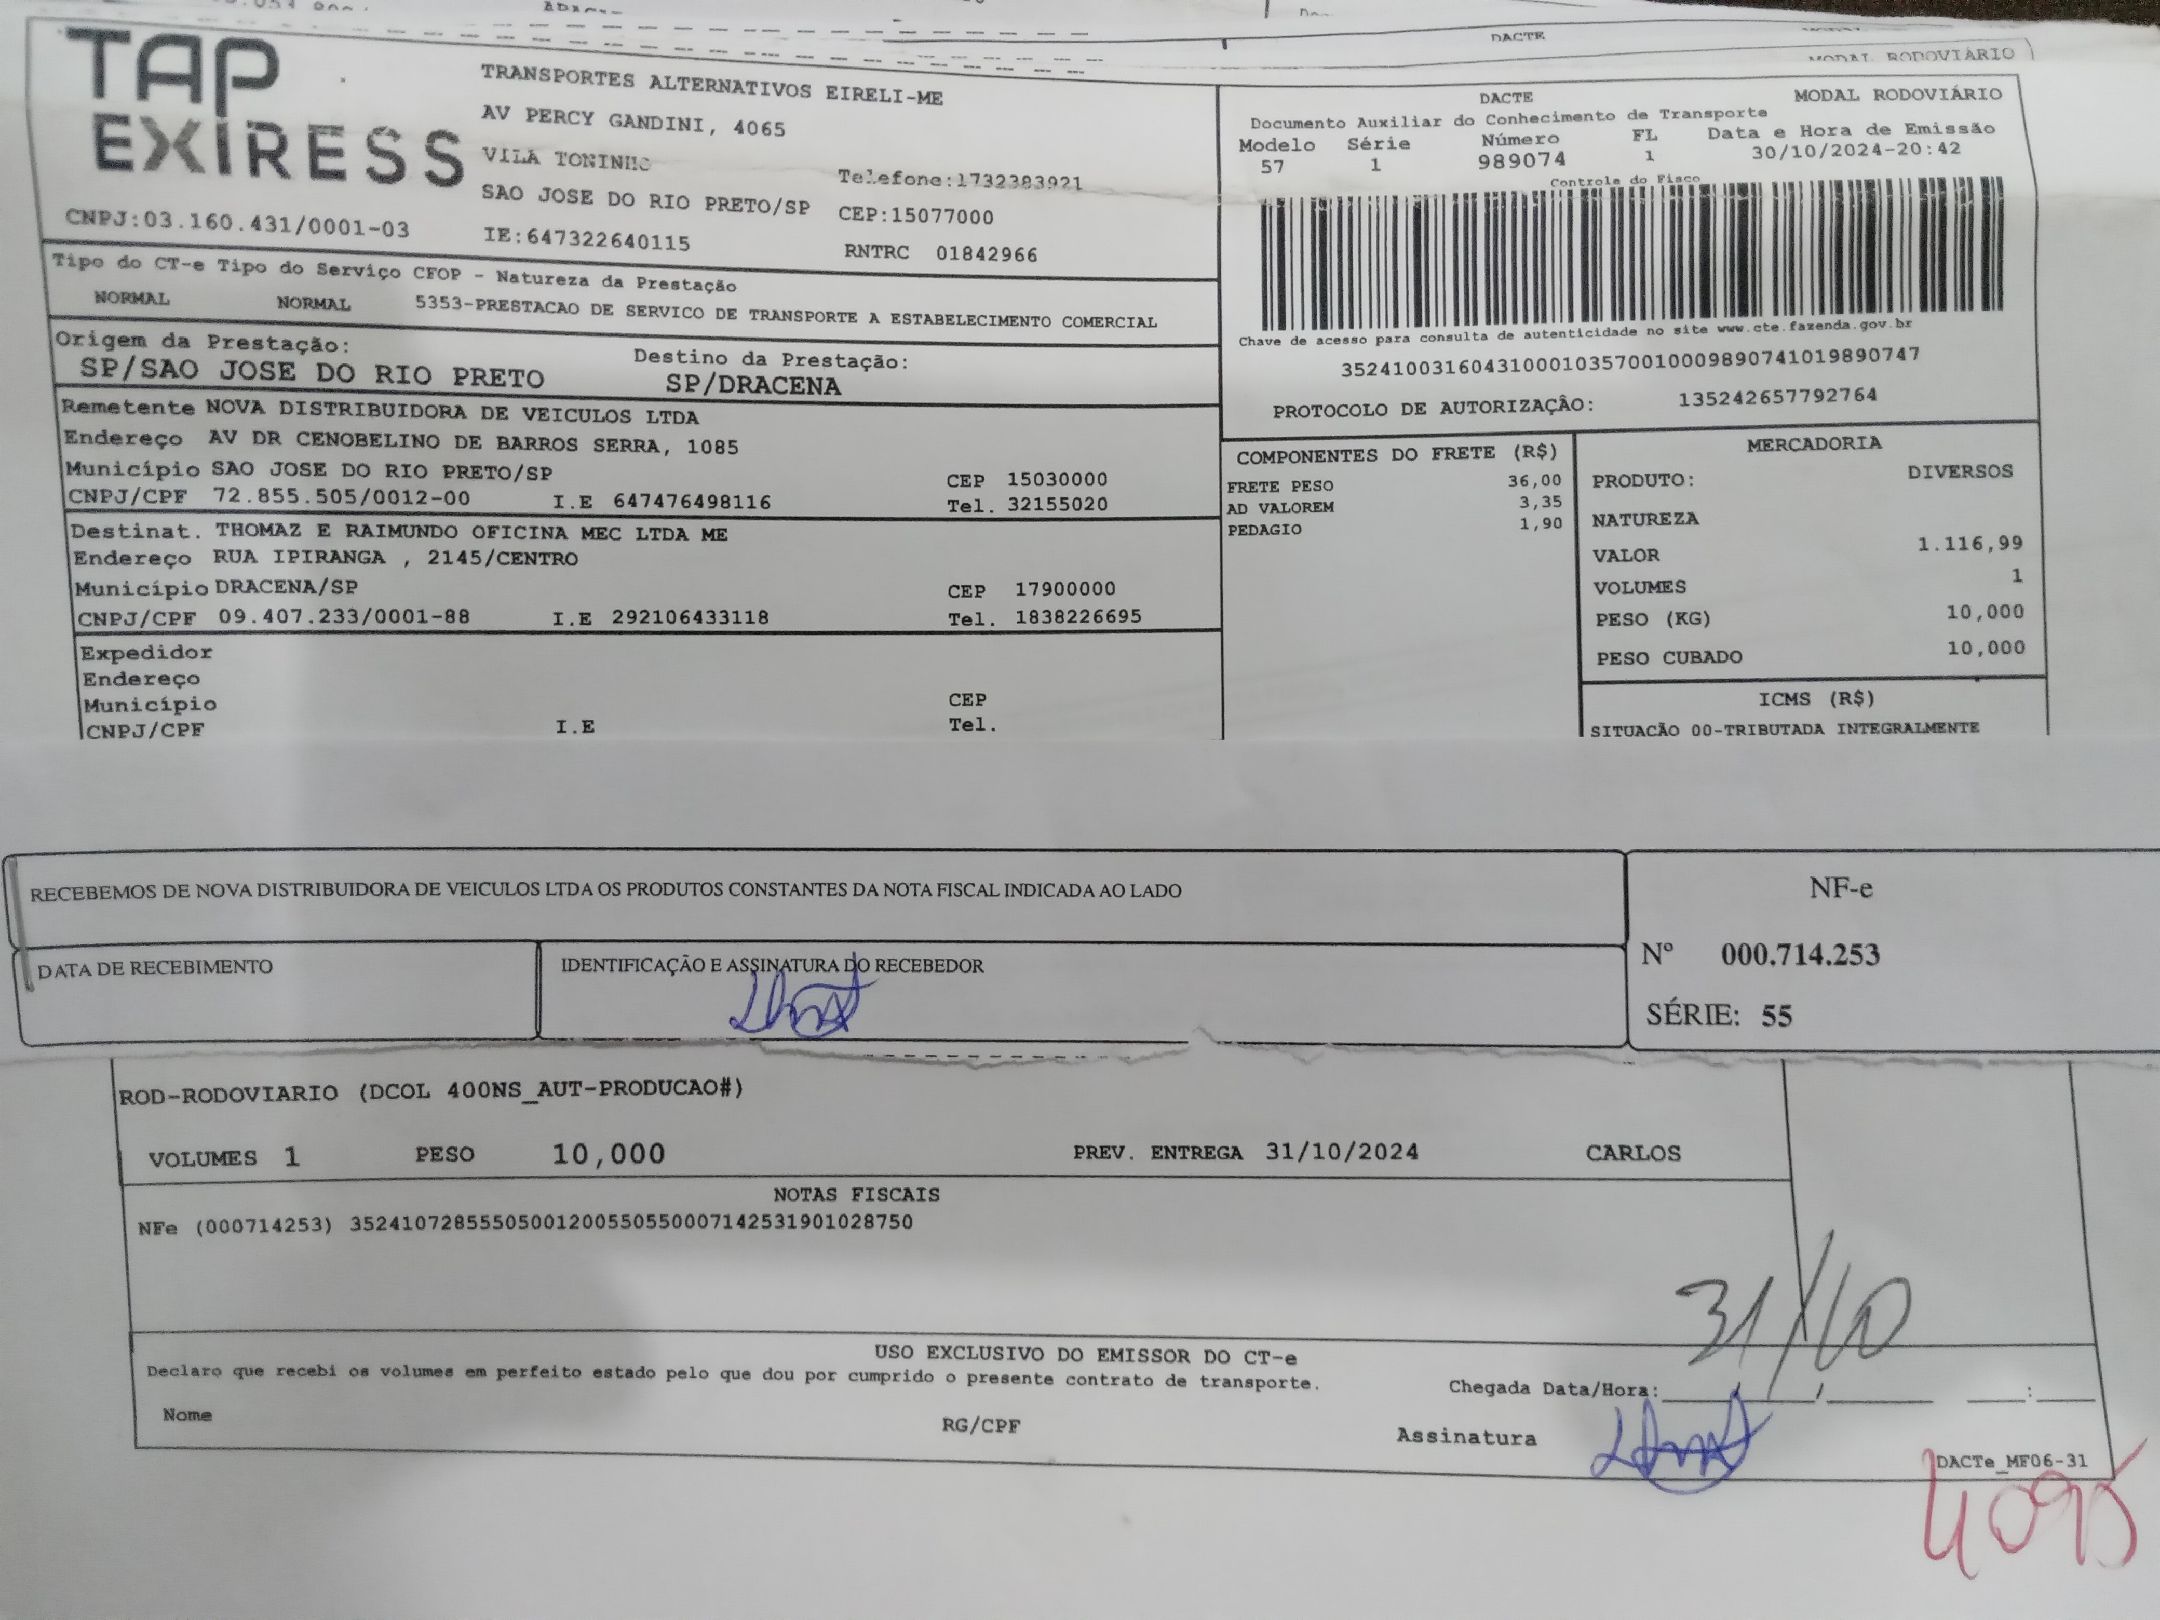 DACTE
MODAL RODOVIÁRIO
TAP
EXPRESS
CNPJ:03.160.431/0001-03
TRANSPORTES ALTERNATIVOS EIRELI-ME
AV PERCY GANDINI, 4065
VILA TONINHO
SAO JOSE DO RIO PRETO/SP
IE:647322640115
Telefone:1732383921
CEP:15077000
RNTRC 01842966
DACTE MODAL RODOVIÁRIO
Documento Auxiliar do Conhecimento de Transporte
Modelo Série Número FL Data e Hora de Emissão
57 1 989074 1 30/10/2024-20:42
Controle do Fisco
Chave de acesso para consulta de autenticidade no site www.cte.fazenda.gov.br
35241003160431000103570010009890741019890747
PROTOCOLO DE AUTORIZAÇÃO: 135242657792764
Tipo do CT-e Tipo do Serviço CFOP - Natureza da Prestação
NORMAL NORMAL 5353-PRESTACAO DE SERVICO DE TRANSPORTE A ESTABELECIMENTO COMERCIAL
Origem da Prestação: Destino da Prestação:
SP/SAO JOSE DO RIO PRETO SP/DRACENA
Remetente NOVA DISTRIBUIDORA DE VEICULOS LTDA
Endereço AV DR CENOBELINO DE BARROS SERRA, 1085
Município SAO JOSE DO RIO PRETO/SP CEP 15030000
CNPJ/CPF 72.855.505/0012-00 I.E 647476498116 Tel. 32155020
Destinat. THOMAZ E RAIMUNDO OFICINA MEC LTDA ME
Endereço RUA IPIRANGA , 2145/CENTRO
Município DRACENA/SP CEP 17900000
CNPJ/CPF 09.407.233/0001-88 I.E 292106433118 Tel. 1838226695
Expedidor
Endereço
Município CEP
CNPJ/CPF I.E Tel.
COMPONENTES DO FRETE (R$)
FRETE PESO 36,00
AD VALOREM 3,35
PEDAGIO 1,90
MERCADORIA
PRODUTO: DIVERSOS
NATUREZA
VALOR 1.116,99
VOLUMES 1
PESO (KG) 10,000
PESO CUBADO 10,000
ICMS (R$)
SITUACÃO 00-TRIBUTADA INTEGRALMENTE
RECEBEMOS DE NOVA DISTRIBUIDORA DE VEICULOS LTDA OS PRODUTOS CONSTANTES DA NOTA FISCAL INDICADA AO LADO
DATA DE RECEBIMENTO IDENTIFICAÇÃO E ASSINATURA DO RECEBEDOR
NF-e
Nº 000.714.253
SÉRIE: 55
ROD-RODOVIARIO (DCOL 400NS_AUT-PRODUCAO#)
VOLUMES 1 PESO 10,000 PREV. ENTREGA 31/10/2024 CARLOS
NOTAS FISCAIS
NFe (000714253) 35241072855505001200550550007142531901028750
31/10
USO EXCLUSIVO DO EMISSOR DO CT-e
Declaro que recebi os volumes em perfeito estado pelo que dou por cumprido o presente contrato de transporte.
Chegada Data/Hora:____/____/____ ___:___
Nome RG/CPF Assinatura
DACTe_MF06-31
4095